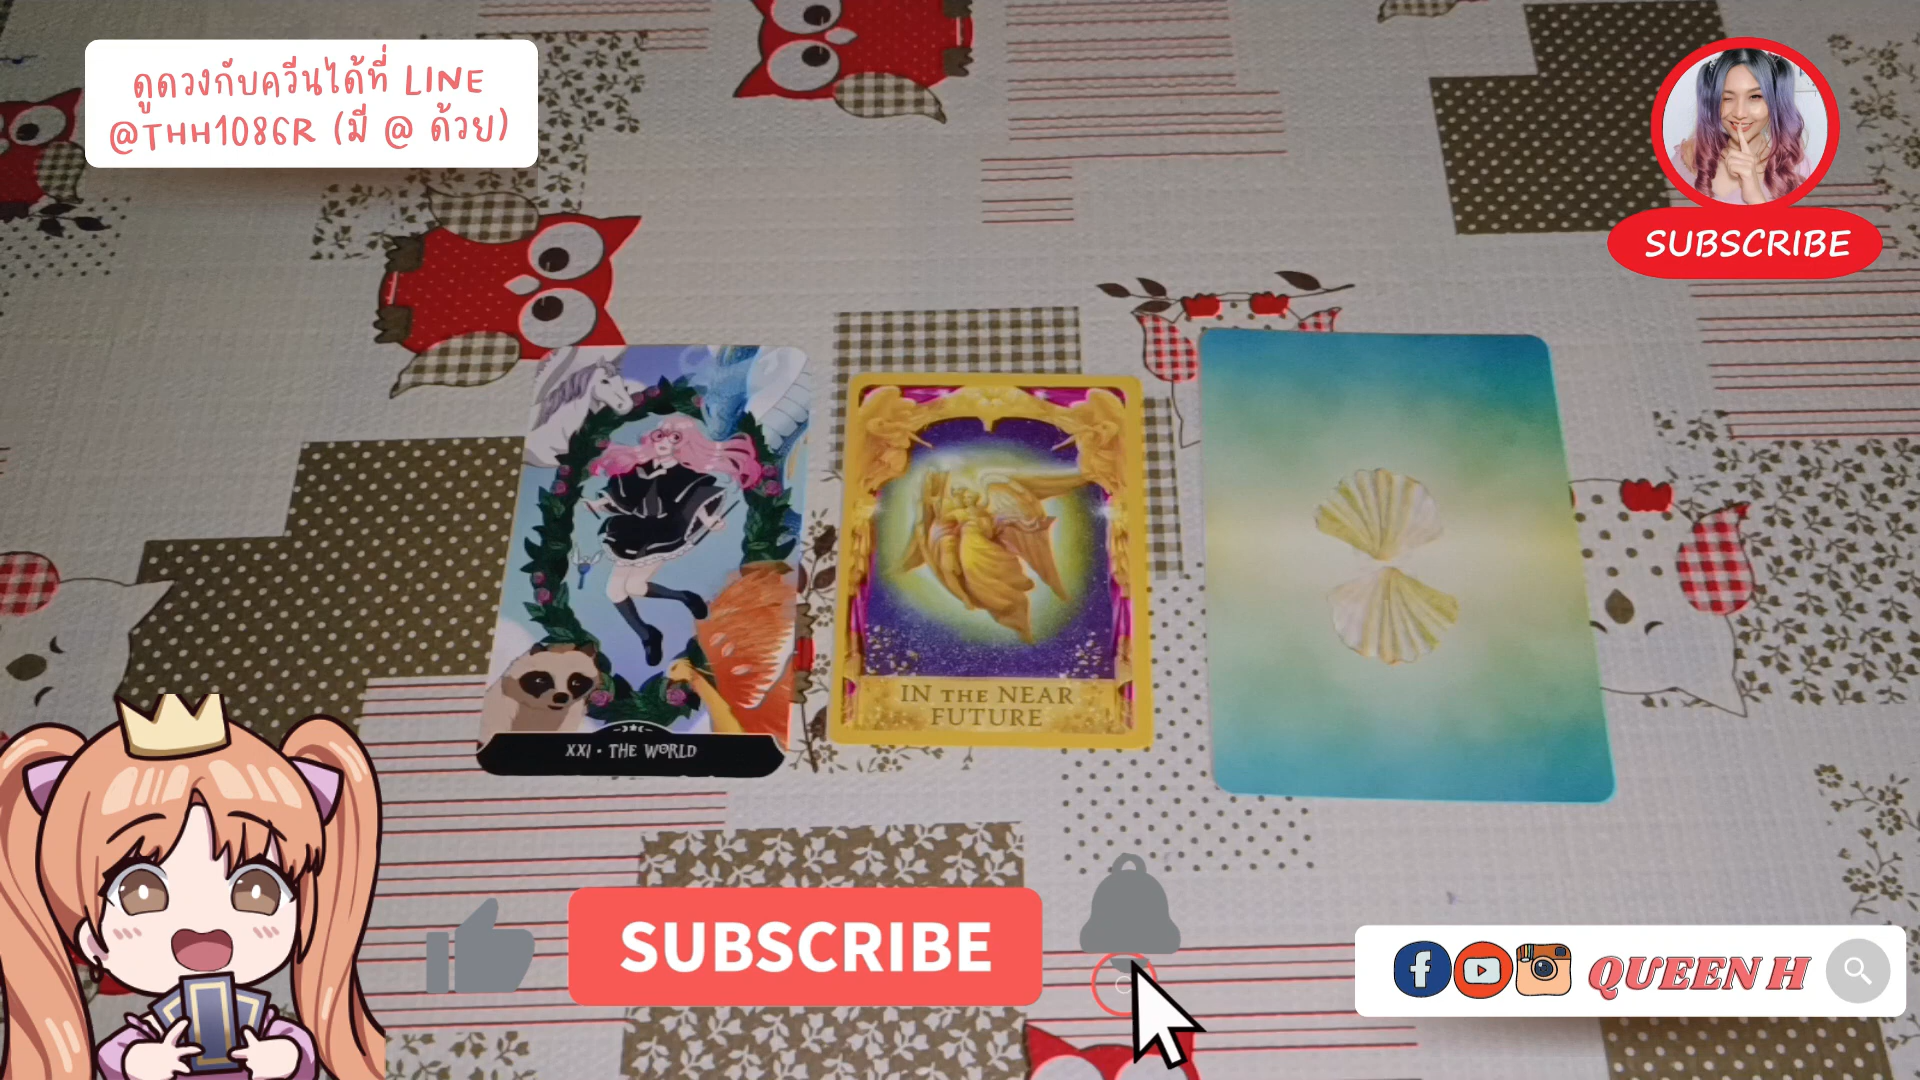 ดูดวงกับควีนได้ที่ LINE
@THH1086R (มี @ ด้วย)
SUBSCRIBE
IN THE NEAR
FUTURE
XXI • THE WORLD
SUBSCRIBE
QUEEN H